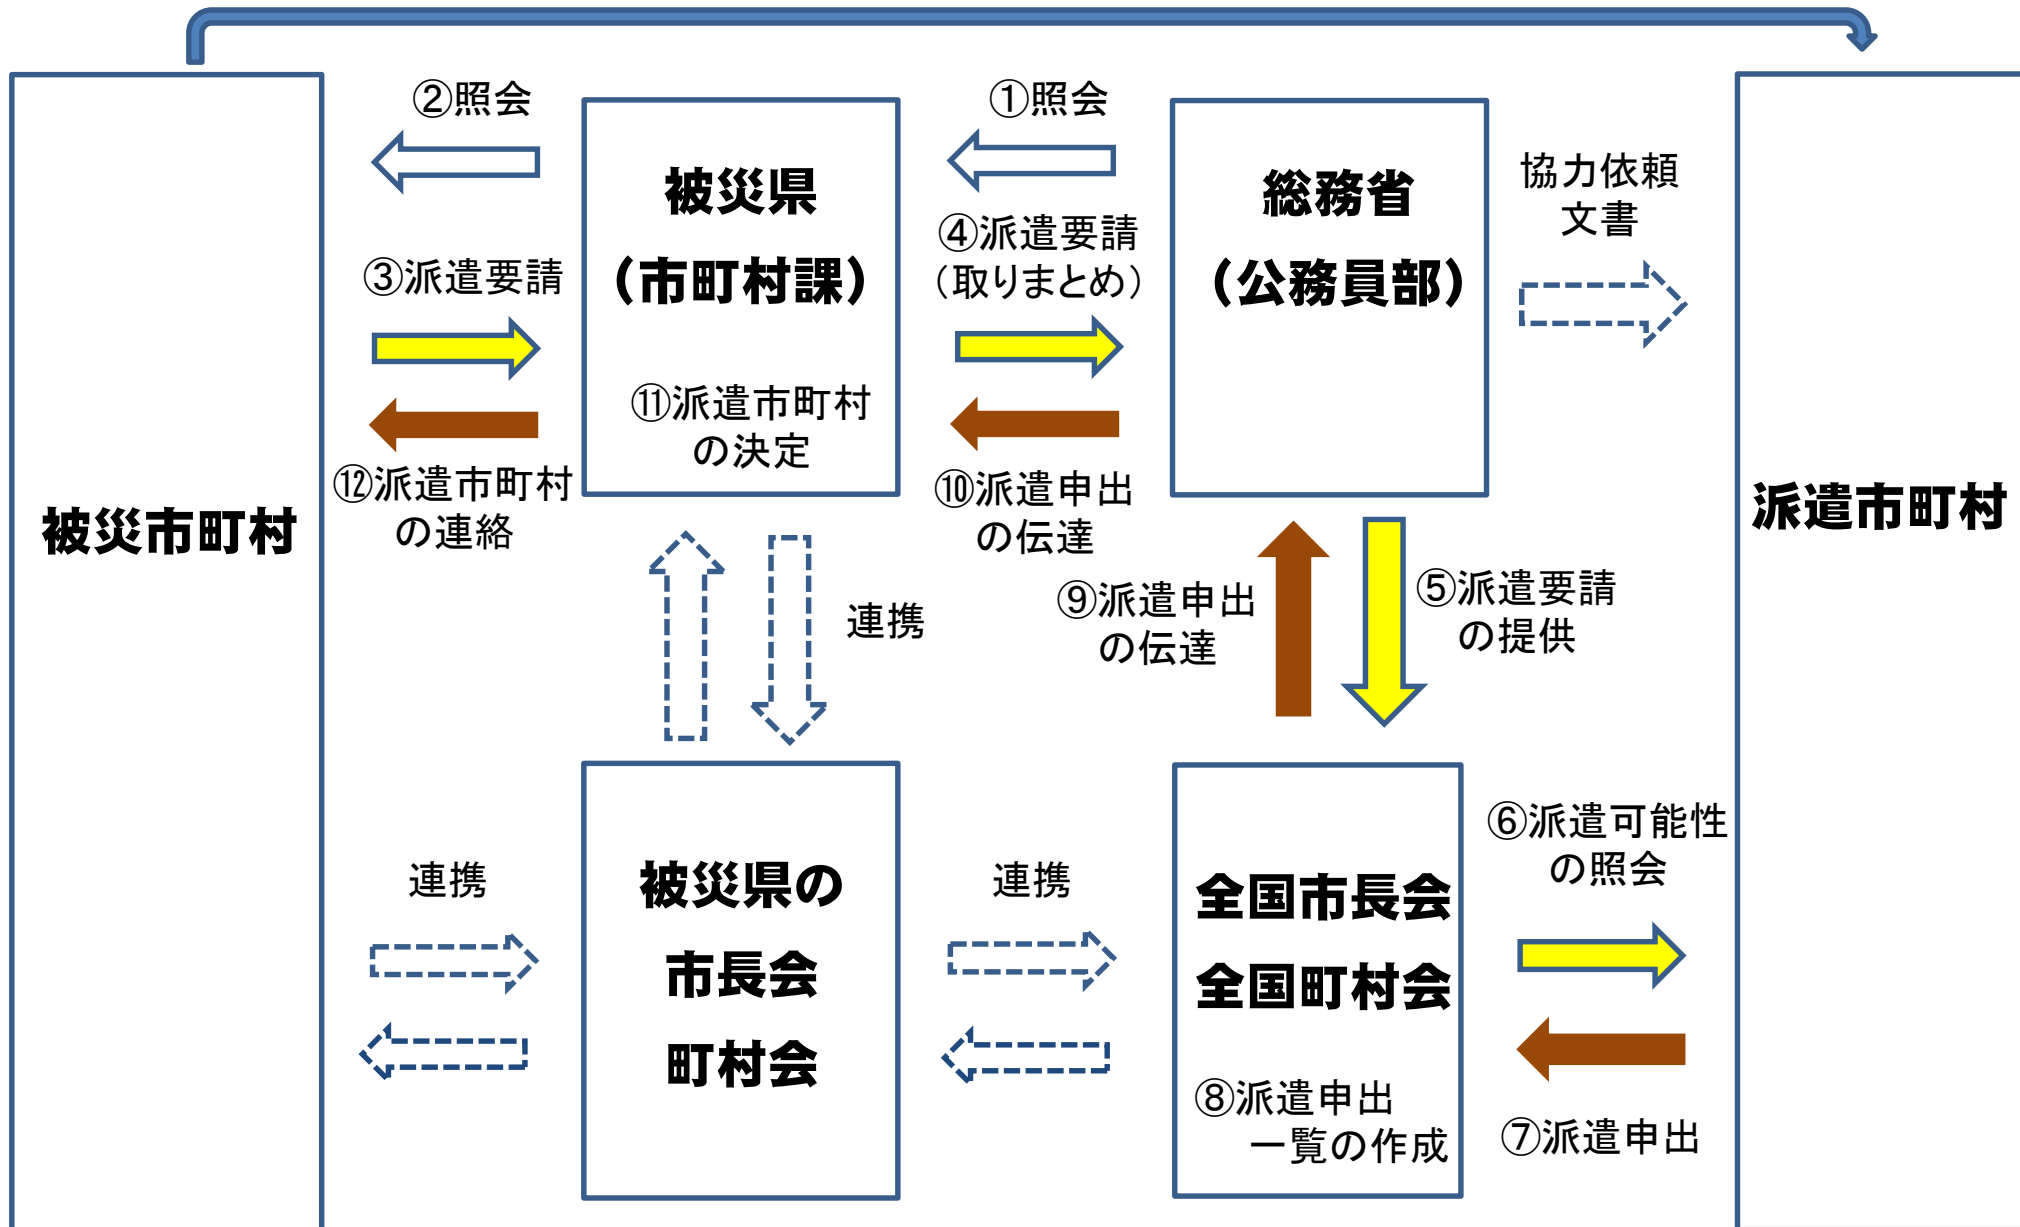 ②照会
①照会
被災県
（市町村課）
総務省
（公務員部）
協力依頼
文書
③派遣要請
④派遣要請
（取りまとめ）
⑪派遣市町村
の決定
⑫派遣市町村
の連絡
⑩派遣申出
の伝達
被災市町村
派遣市町村
連携
⑨派遣申出
の伝達
⑤派遣要請
の提供
連携
被災県の
市長会
町村会
連携
全国市長会
全国町村会
⑧派遣申出
一覧の作成
⑥派遣可能性
の照会
⑦派遣申出